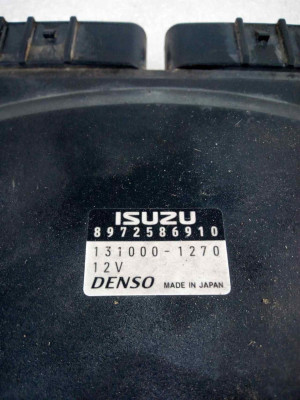 ISUZU
8972586910
131000-1270
12V
DENSO MADE IN JAPAN